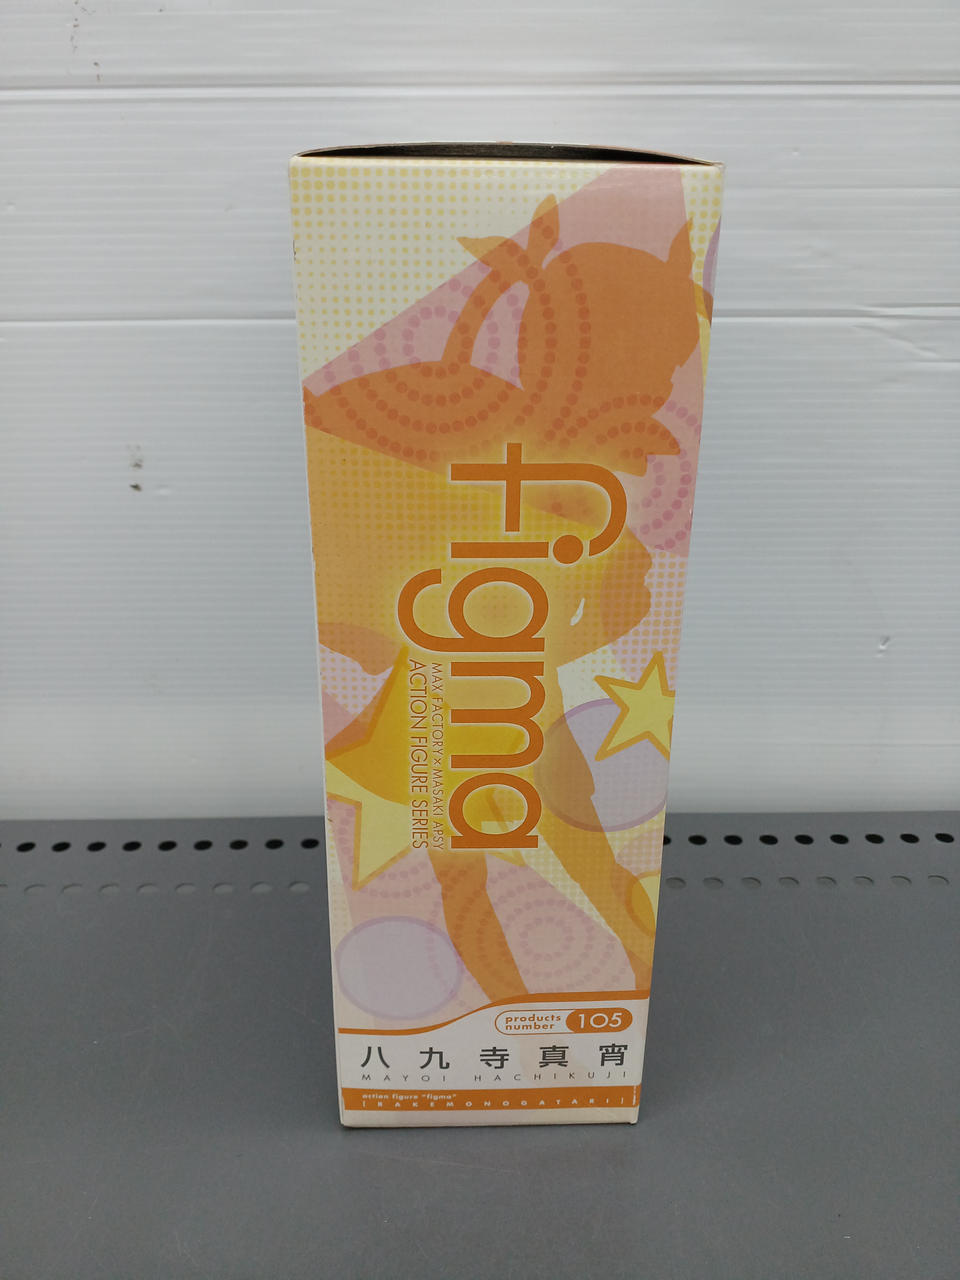 figma
MAX FACTORY × MASAKI APSY
ACTION FIGURE SERIES
products
number
105
八九寺真宵
MAYOI HACHIKUJI
action figure "figma"
[BAKEMONOGATARI]